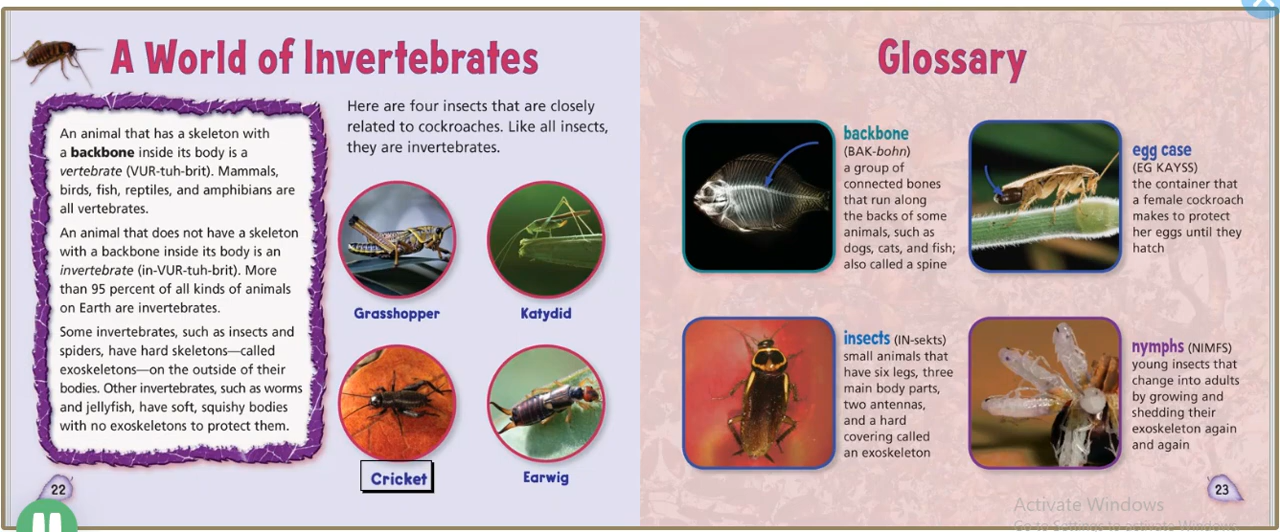 A World of Invertebrates
An animal that has a skeleton with
a backbone inside its body is a
vertebrate (VUR-tuh-brit). Mammals,
birds, fish, reptiles, and amphibians are
all vertebrates.
An animal that does not have a skeleton
with a backbone inside its body is an
invertebrate (in-VUR-tuh-brit). More
than 95 percent of all kinds of animals
on Earth are invertebrates.
Some invertebrates, such as insects and
spiders, have hard skeletons—called
exoskeletons—on the outside of their
bodies. Other invertebrates, such as worms
and jellyfish, have soft, squishy bodies
with no exoskeletons to protect them.
Here are four insects that are closely
related to cockroaches. Like all insects,
they are invertebrates.
Grasshopper
Katydid
Cricket
Earwig
22
Glossary
backbone
(BAK-bohn)
a group of
connected bones
that run along
the backs of some
animals, such as
dogs, cats, and fish;
also called a spine
egg case
(EG KAYSS)
the container that
a female cockroach
makes to protect
her eggs until they
hatch
insects (IN-sekts)
small animals that
have six legs, three
main body parts,
two antennas,
and a hard
covering called
an exoskeleton
nymphs (NIMFS)
young insects that
change into adults
by growing and
shedding their
exoskeleton again
and again
23
Activate Windows